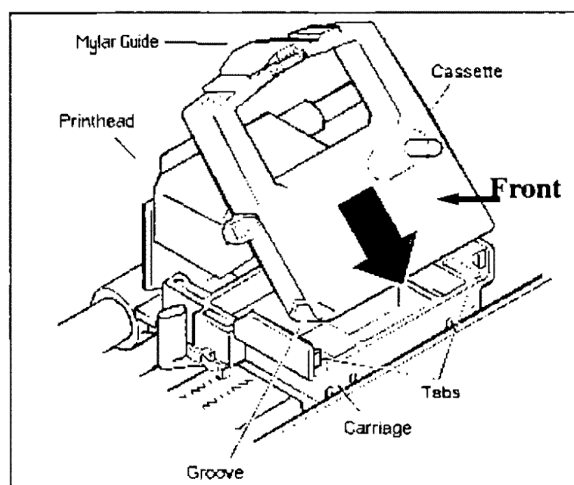 Mylar Guide
Cassette
Printhead
Front
Tabs
Carriage
Groove